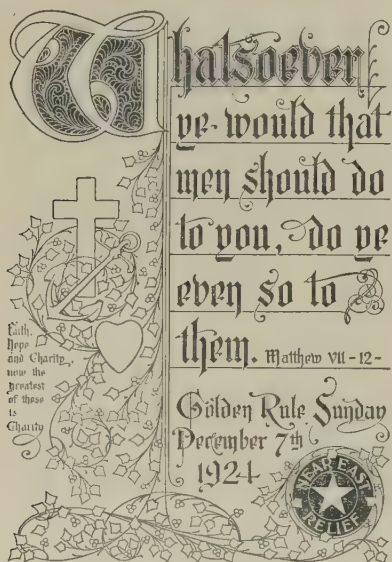 Whatsoever
ye would that
men should do
to you, do ye
even so to
them. Matthew VII - 12 -
Faith,
Hope
and Charity,
now the
greatest
of these
is
Charity
Golden Rule Sunday
December 7th
1924
NEAR EAST
RELIEF